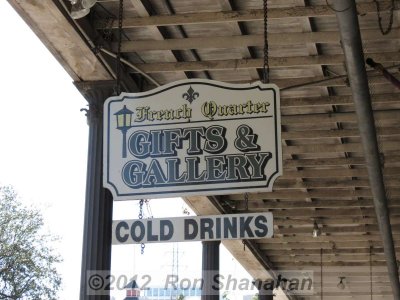 French Quarter
GIFTS &
GALLERY
COLD DRINKS
©2012 Ron Shanahan